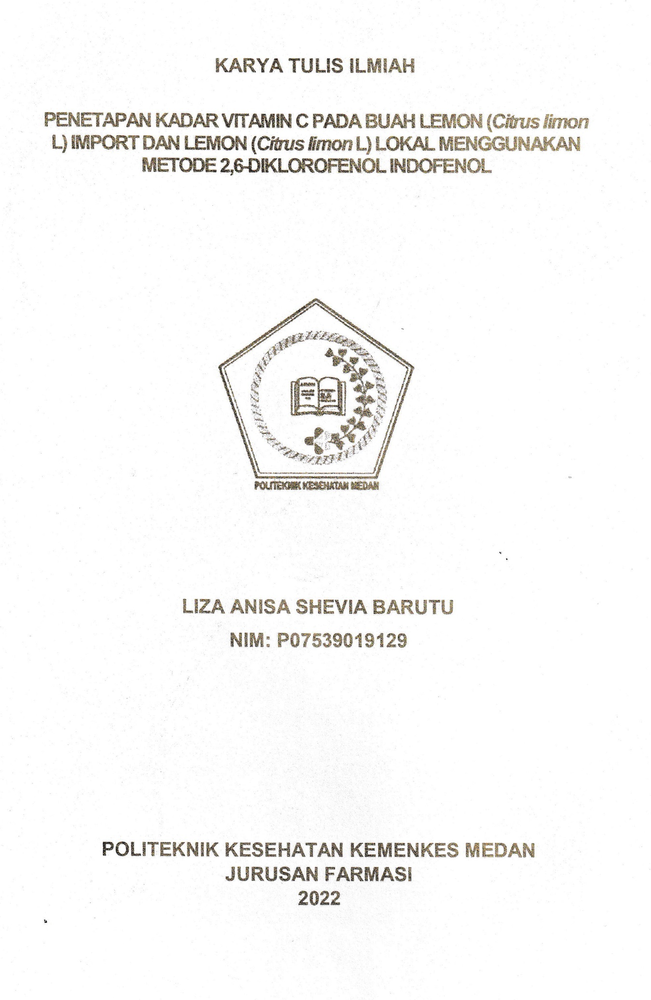 KARYA TULIS ILMIAH
PENETAPAN KADAR VITAMIN C PADA BUAH LEMON (Citrus limon
L) IMPORT DAN LEMON (Citrus limon L) LOKAL MENGGUNAKAN
METODE 2,6-DIKLOROFENOL INDOFENOL
POLITEKNIK KESEHATAN MEDAN
LIZA ANISA SHEVIA BARUTU
NIM: P07539019129
POLITEKNIK KESEHATAN KEMENKES MEDAN
JURUSAN FARMASI
2022